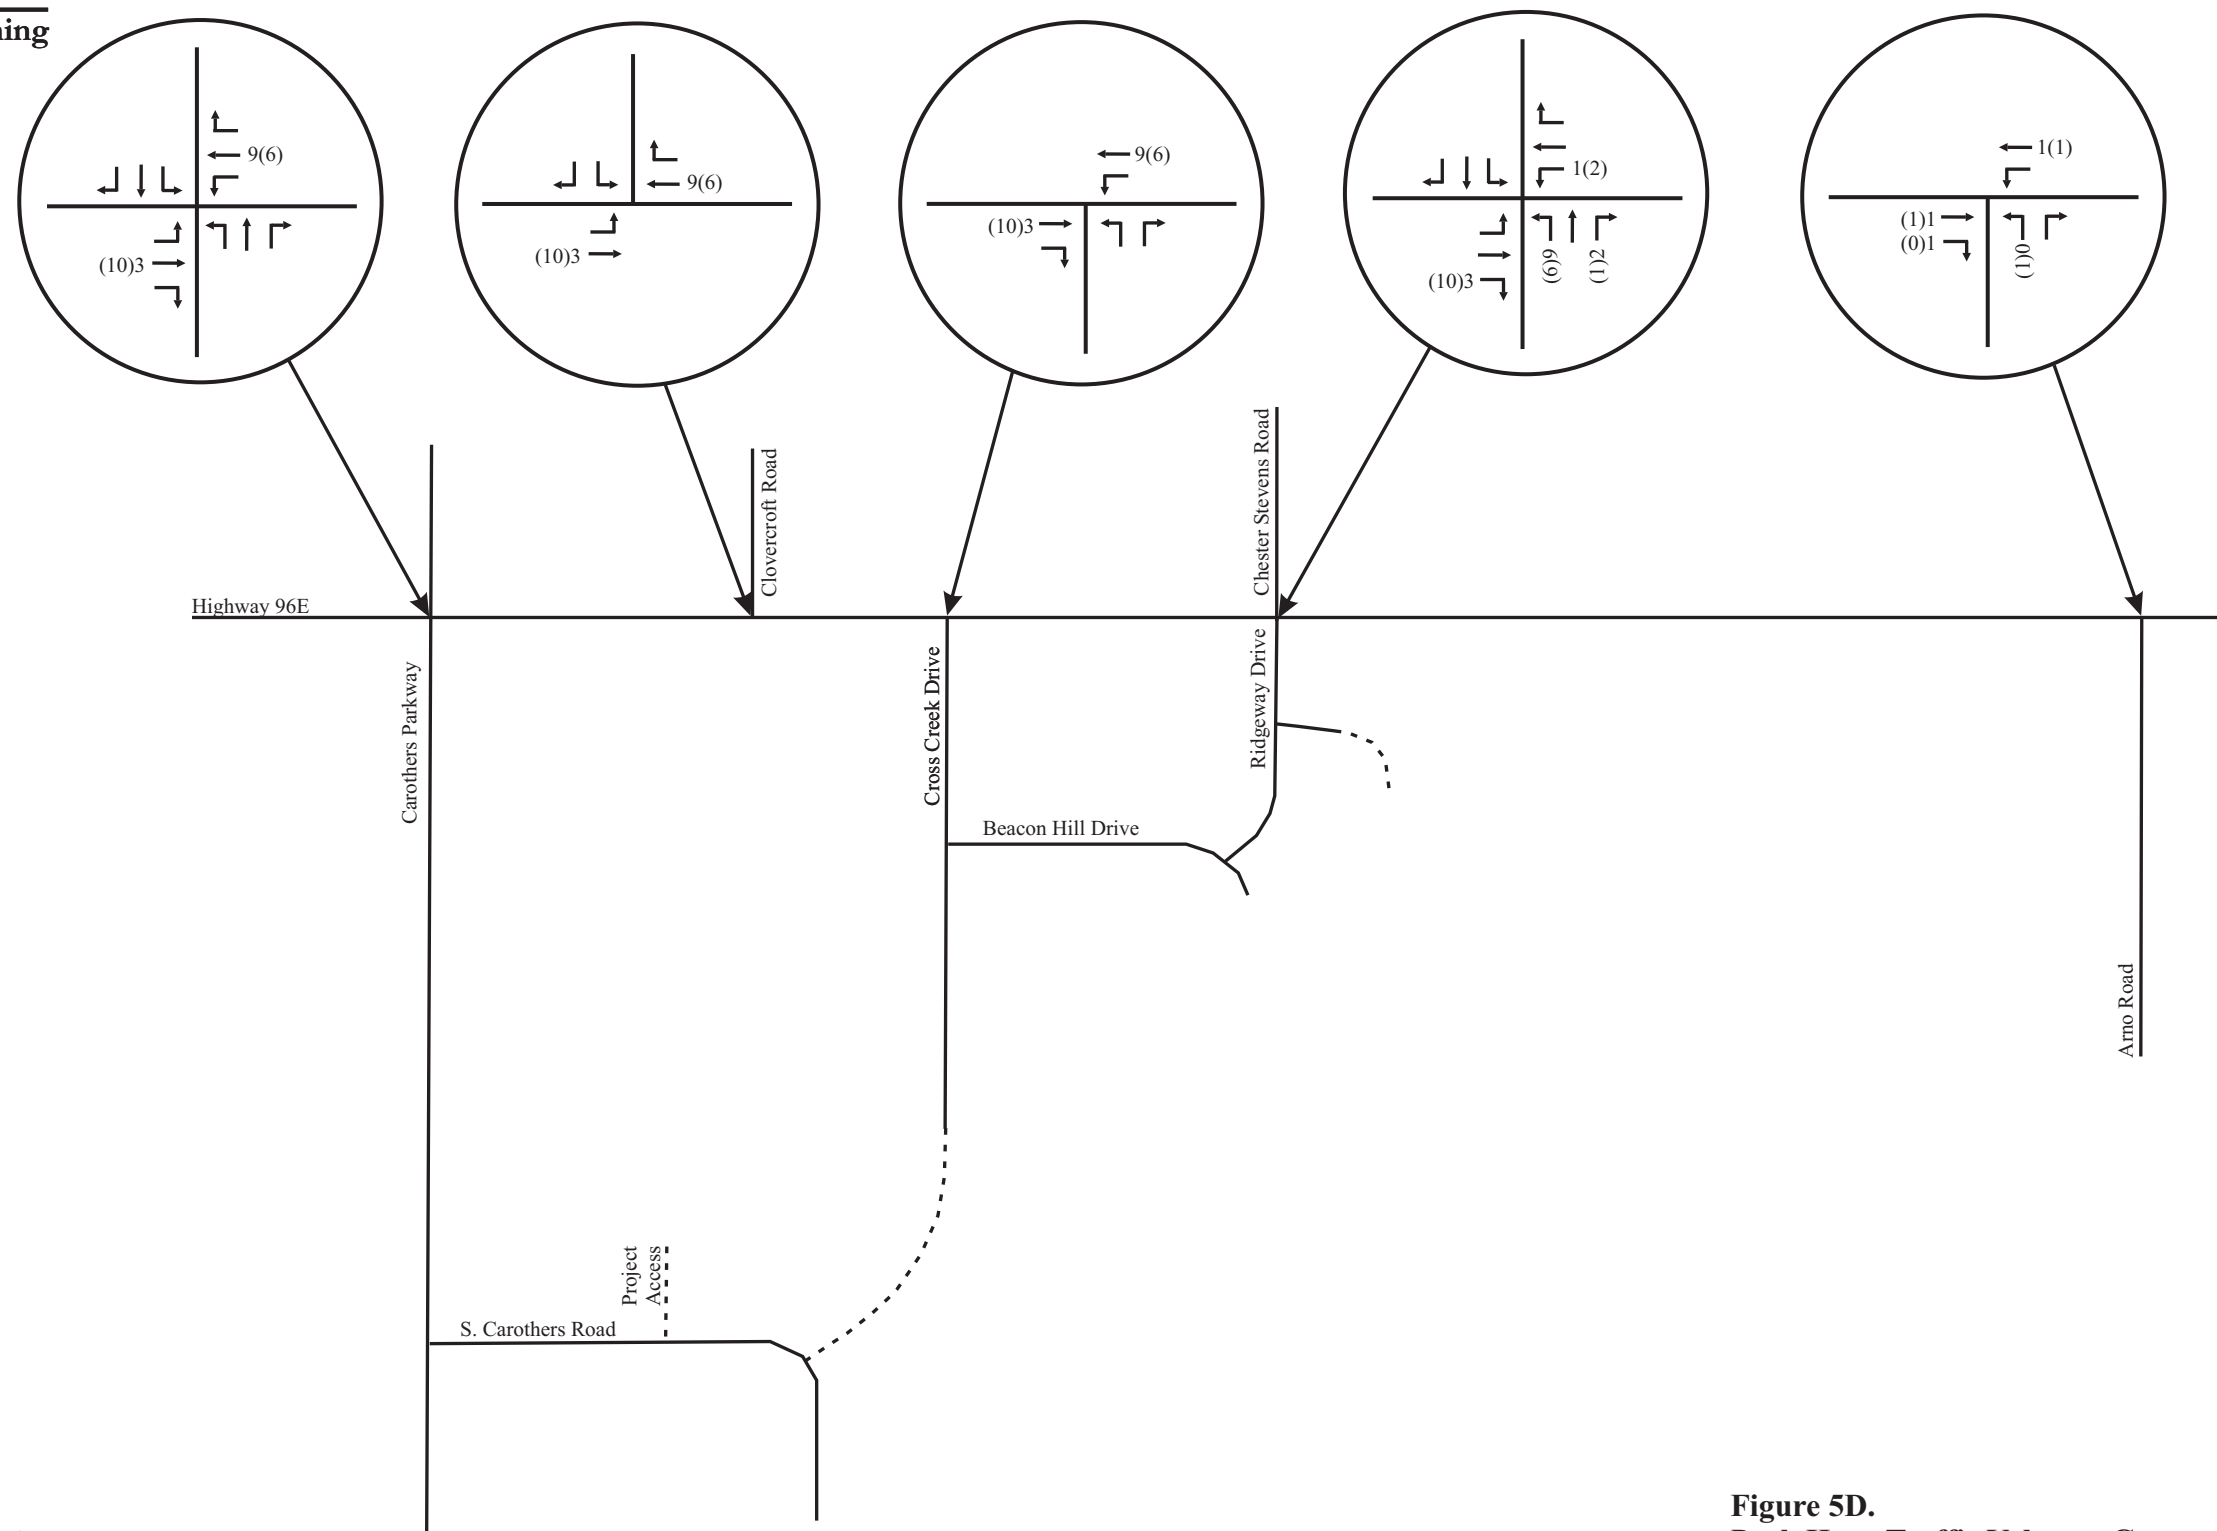 9(6)
(10)3
9(6)
(10)3
9(6)
(10)3
1(2)
(10)3
(6)9
(1)2
1(1)
(1)1
(0)1
(1)0
Clovercroft Road
Chester Stevens Road
Highway 96E
Carothers Parkway
Cross Creek Drive
Ridgeway Drive
Beacon Hill Drive
Arno Road
Project
Access
S. Carothers Road
Figure 5D.